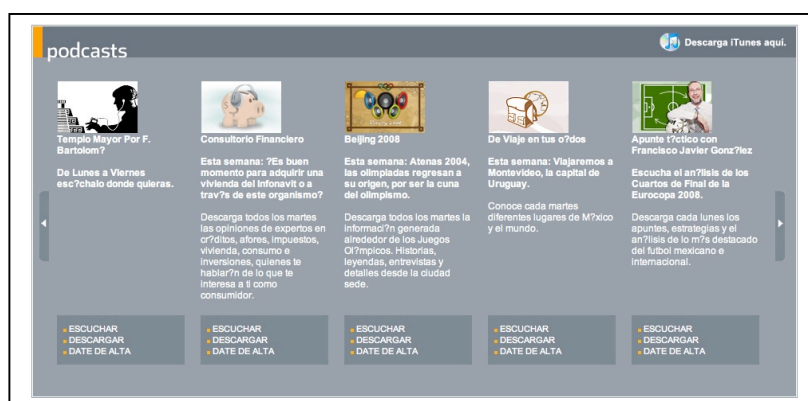 podcasts
Descarga iTunes aquí.
Templo Mayor Por F.
Bartolom?
De Lunes a Viernes
esc?chalo donde quieras.
Consultorio Financiero
Esta semana: ?Es buen
momento para adquirir una
vivienda del Infonavit o a
trav?s de este organismo?
Descarga todos los martes
las opiniones de expertos en
cr?ditos, afores, impuestos,
vivienda, consumo e
inversiones, quienes te
hablar?n de lo que te
interesa a ti como
consumidor.
Beijing 2008
Esta semana: Atenas 2004,
las olimpiadas regresan a
su origen, por ser la cuna
del olimpismo.
Descarga todos los martes la
informaci?n generada
alrededor de los Juegos
Ol?mpicos. Historias,
leyendas, entrevistas y
detalles desde la ciudad
sede.
De Viaje en tus o?dos
Esta semana: Viajaremos a
Montevideo, la capital de
Uruguay.
Conoce cada martes
diferentes lugares de M?xico
y el mundo.
Apunte t?ctico con
Francisco Javier Gonz?lez
Escucha el an?lisis de los
Cuartos de Final de la
Eurocopa 2008.
Descarga cada lunes los
apuntes, estrategias y el
an?lisis de lo m?s destacado
del futbol mexicano e
internacional.
ESCUCHAR
DESCARGAR
DATE DE ALTA
ESCUCHAR
DESCARGAR
DATE DE ALTA
ESCUCHAR
DESCARGAR
DATE DE ALTA
ESCUCHAR
DESCARGAR
DATE DE ALTA
ESCUCHAR
DESCARGAR
DATE DE ALTA